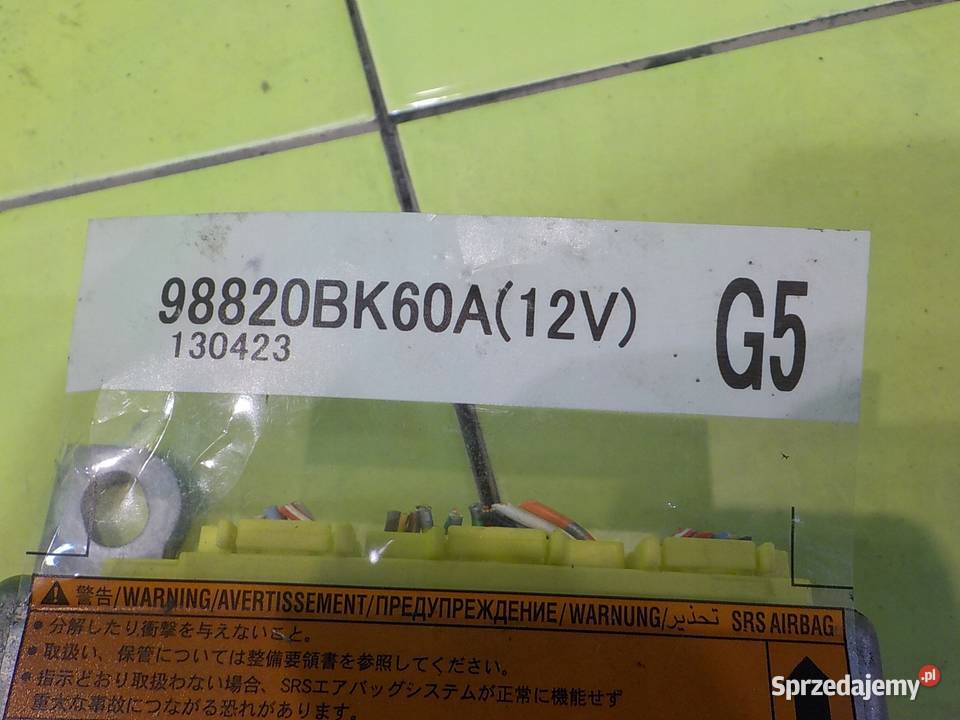 98820BK60A(12V)
130423
G5
警告/WARNING/AVERTISSEMENT/ПРЕДУПРЕЖДЕНИЕ/WARNUNG/تحذير SRS AIRBAG
• 分解したり衝撃を与えないこと。
• 取扱い、保管については整備要領書を参照してください。
• 指示どおり取扱わない場合、SRSエアバッグシステムが正常に機能せず
重大な事故につながる恐れがあります。
Sprzedajemy.pl